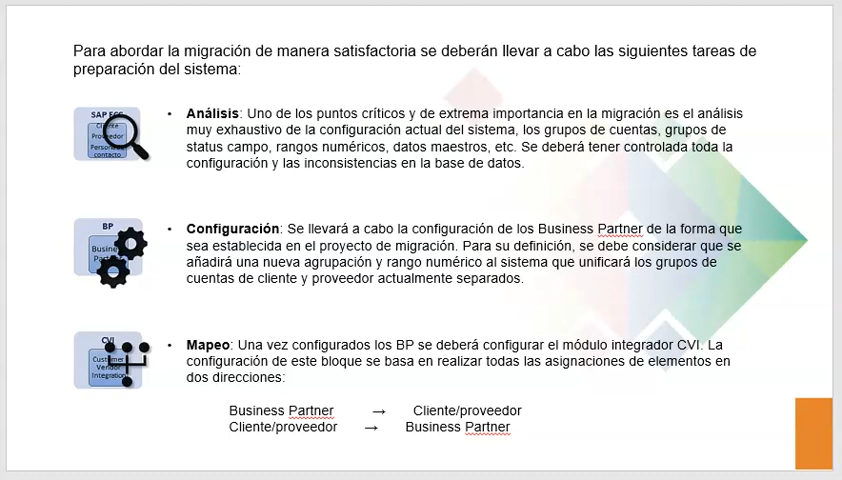 Para abordar la migración de manera satisfactoria se deberán llevar a cabo las siguientes tareas de
preparación del sistema:
SAP ECC
Cliente
Proveedor
Persona de
contacto
• Análisis: Uno de los puntos críticos y de extrema importancia en la migración es el análisis
muy exhaustivo de la configuración actual del sistema, los grupos de cuentas, grupos de
status campo, rangos numéricos, datos maestros, etc. Se deberá tener controlada toda la
configuración y las inconsistencias en la base de datos.
BP
Business
Partner
• Configuración: Se llevará a cabo la configuración de los Business Partner de la forma que
sea establecida en el proyecto de migración. Para su definición, se debe considerar que se
añadirá una nueva agrupación y rango numérico al sistema que unificará los grupos de
cuentas de cliente y proveedor actualmente separados.
CVI
Customer
Vendor
Integration
• Mapeo: Una vez configurados los BP se deberá configurar el módulo integrador CVI. La
configuración de este bloque se basa en realizar todas las asignaciones de elementos en
dos direcciones:
Business Partner → Cliente/proveedor
Cliente/proveedor → Business Partner